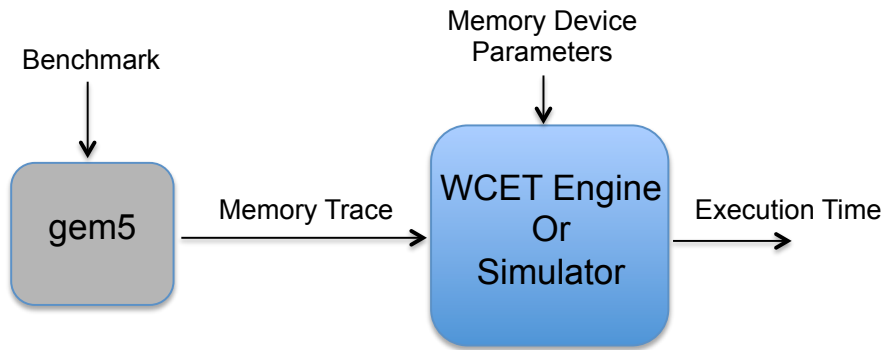 Memory Device
Parameters
Benchmark
gem5
Memory Trace
WCET Engine
Or
Simulator
Execution Time